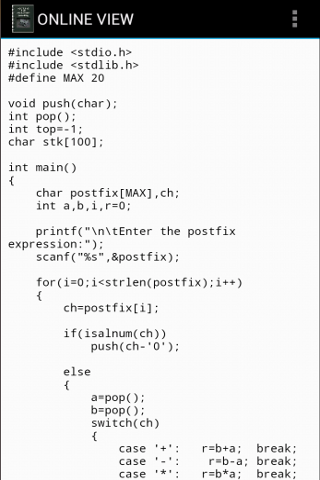 ONLINE VIEW
#include <stdio.h>
#include <stdlib.h>
#define MAX 20
void push(char);
int pop();
int top=-1;
char stk[100];
int main()
{
char postfix[MAX],ch;
int a,b,i,r=0;
printf("\n\tEnter the postfix
expression:");
scanf("%s",&postfix);
for(i=0;i<strlen(postfix);i++)
{
ch=postfix[i];
if(isalnum(ch))
push(ch-'0');
else
{
a=pop();
b=pop();
switch(ch)
{
case '+':   r=b+a;  break;
case '-':    r=b-a; break;
case '*':   r=b*a;  break;